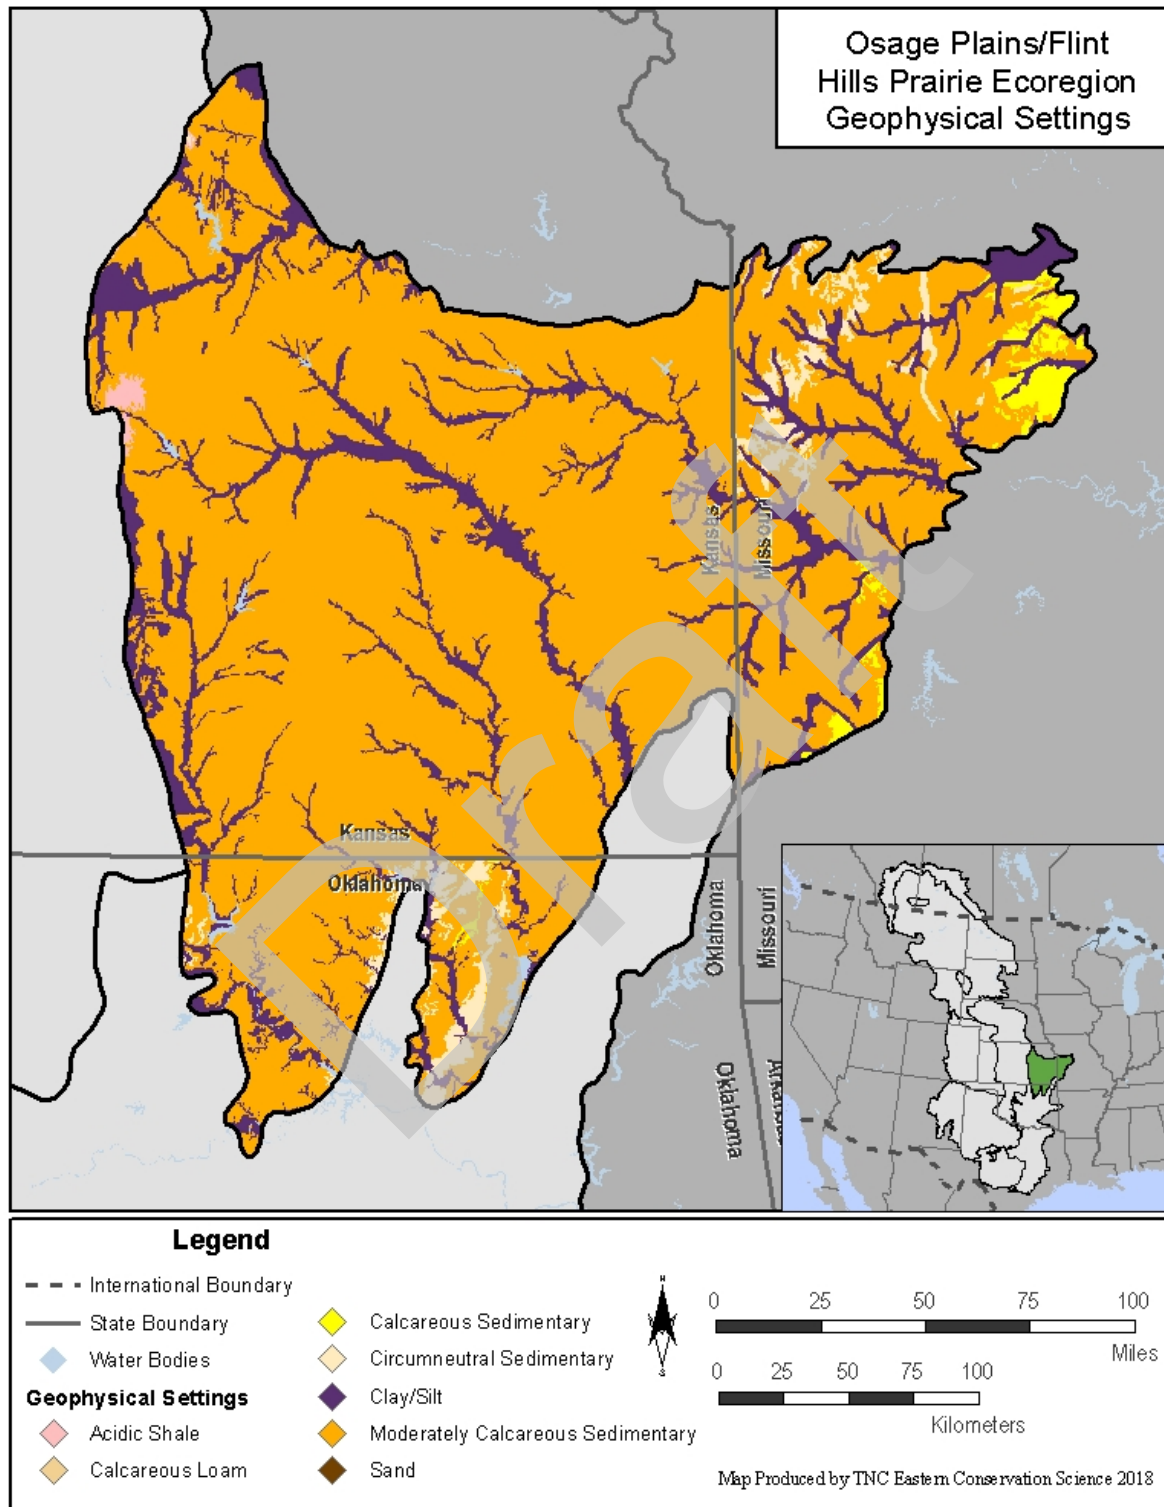 Osage Plains/Flint
Hills Prairie Ecoregion
Geophysical Settings
Kansas
Missouri
Kansas
Oklahoma
Oklahoma
Missouri
Oklahoma
Arkansas
Draft
Legend
International Boundary
State Boundary
Water Bodies
Geophysical Settings
Acidic Shale
Calcareous Loam
Calcareous Sedimentary
Circumneutral Sedimentary
Clay/Silt
Moderately Calcareous Sedimentary
Sand
N
S
0 25 50 75 100
Miles
0 25 50 75 100
Kilometers
Map Produced by TNC Eastern Conservation Science 2018